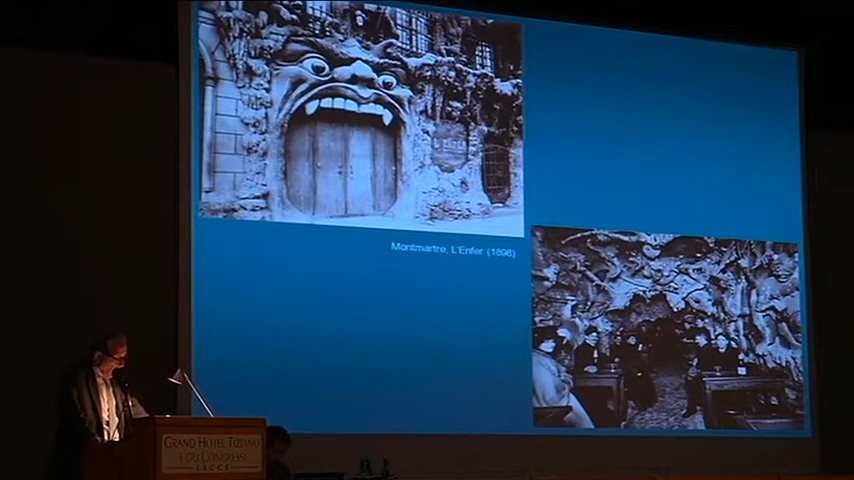 Montmartre, L'Enfer (1898)
GRAND HOTEL TIZIANO
E DEI CONGRESSI
LECCE